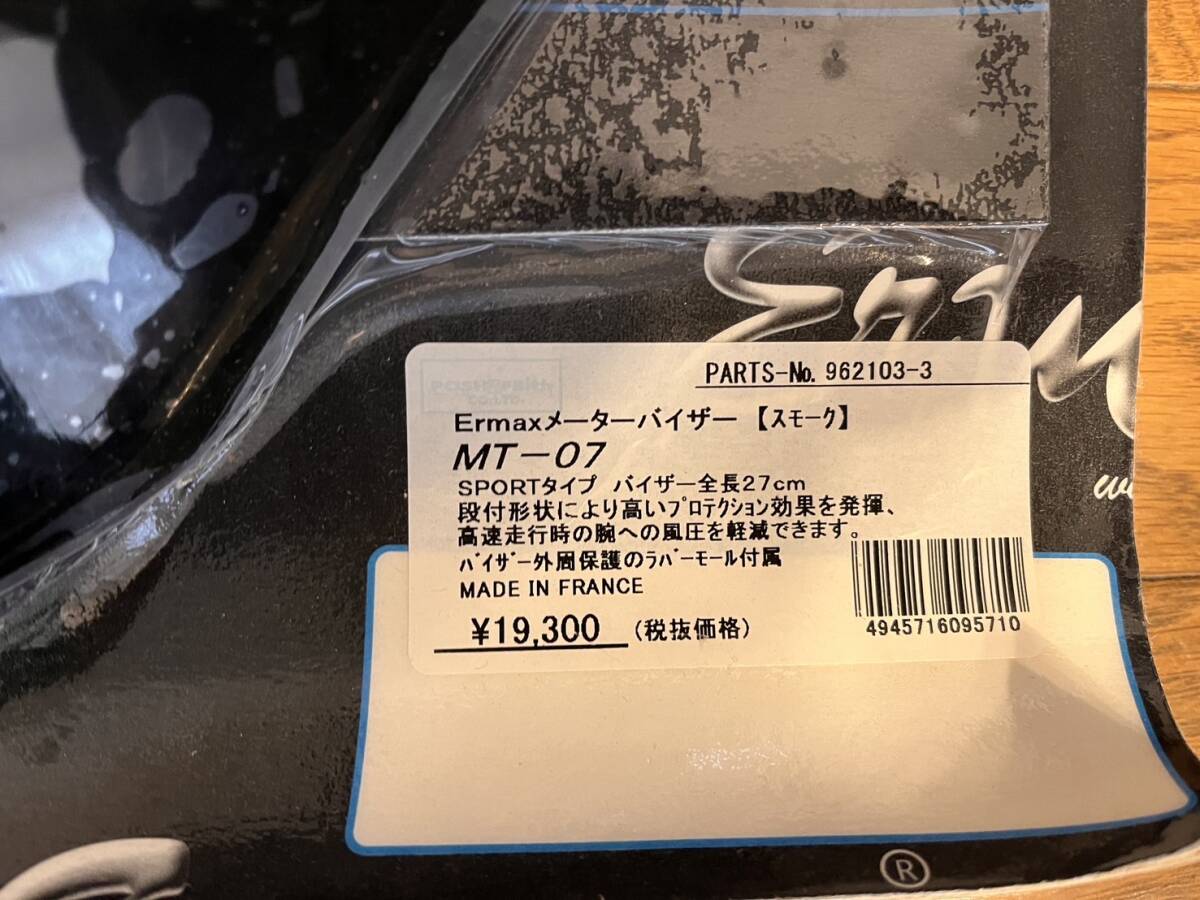 Erm
PARTS-No. 962103-3
POSH Faith
CO.,LTD.
Ermaxメーターバイザー 【スモーク】
MT-07
SPORTタイプ バイザー全長27cm
段付形状により高いプロテクション効果を発揮、
高速走行時の腕への風圧を軽減できます。
バイザー外周保護のラバーモール付属
MADE IN FRANCE
¥19,300 (税抜価格)
4945716095710
®